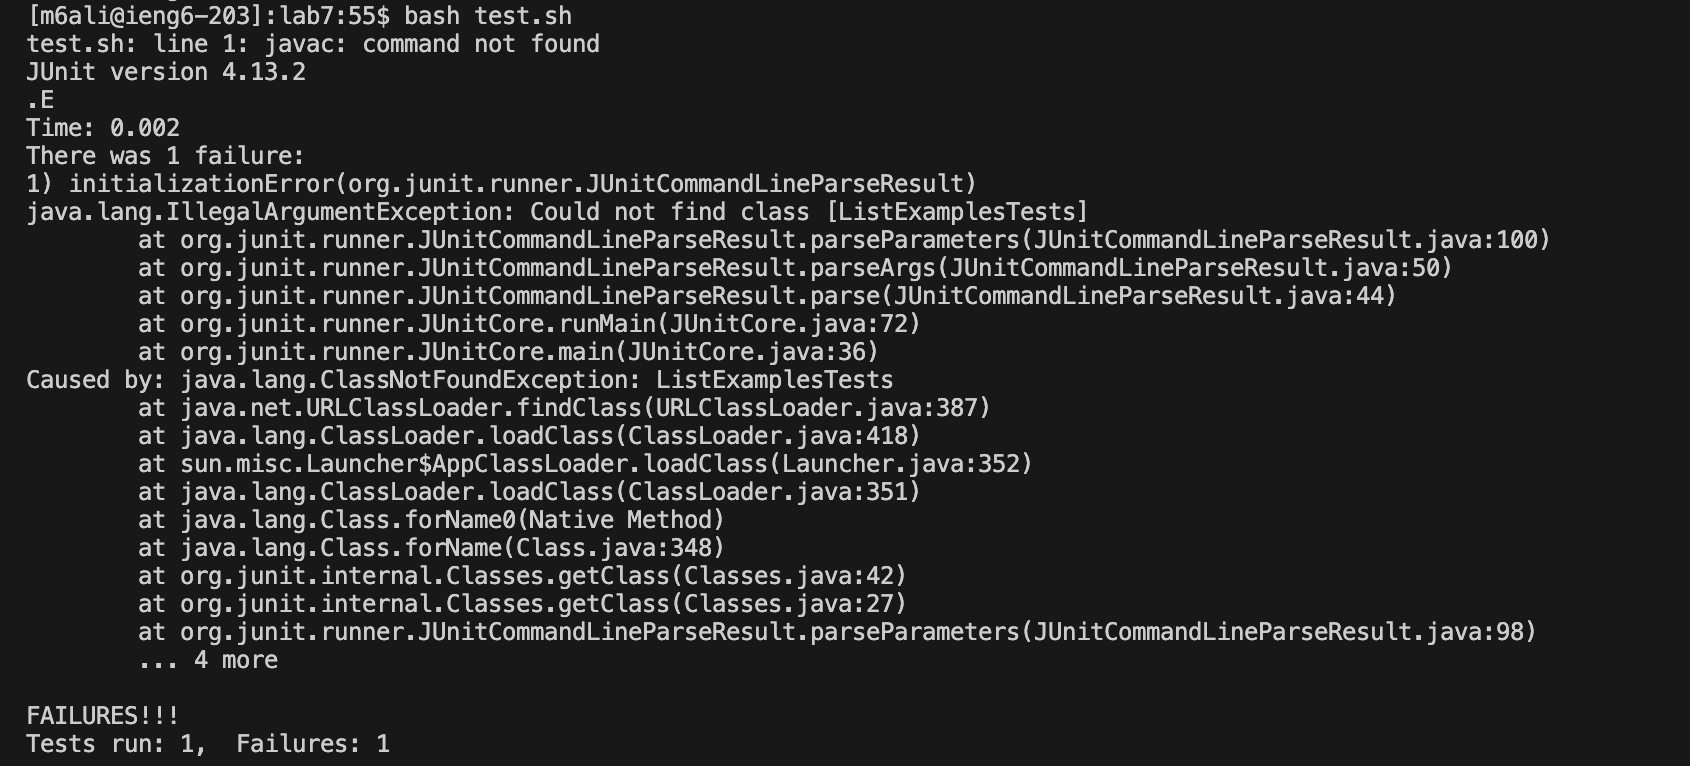 [m6ali@ieng6-203]:lab7:55$ bash test.sh
test.sh: line 1: javac: command not found
JUnit version 4.13.2
.E
Time: 0.002
There was 1 failure:
1) initializationError(org.junit.runner.JUnitCommandLineParseResult)
java.lang.IllegalArgumentException: Could not find class [ListExamplesTests]
        at org.junit.runner.JUnitCommandLineParseResult.parseParameters(JUnitCommandLineParseResult.java:100)
        at org.junit.runner.JUnitCommandLineParseResult.parseArgs(JUnitCommandLineParseResult.java:50)
        at org.junit.runner.JUnitCommandLineParseResult.parse(JUnitCommandLineParseResult.java:44)
        at org.junit.runner.JUnitCore.runMain(JUnitCore.java:72)
        at org.junit.runner.JUnitCore.main(JUnitCore.java:36)
Caused by: java.lang.ClassNotFoundException: ListExamplesTests
        at java.net.URLClassLoader.findClass(URLClassLoader.java:387)
        at java.lang.ClassLoader.loadClass(ClassLoader.java:418)
        at sun.misc.Launcher$AppClassLoader.loadClass(Launcher.java:352)
        at java.lang.ClassLoader.loadClass(ClassLoader.java:351)
        at java.lang.Class.forName0(Native Method)
        at java.lang.Class.forName(Class.java:348)
        at org.junit.internal.Classes.getClass(Classes.java:42)
        at org.junit.internal.Classes.getClass(Classes.java:27)
        at org.junit.runner.JUnitCommandLineParseResult.parseParameters(JUnitCommandLineParseResult.java:98)
        ... 4 more

FAILURES!!!
Tests run: 1,  Failures: 1